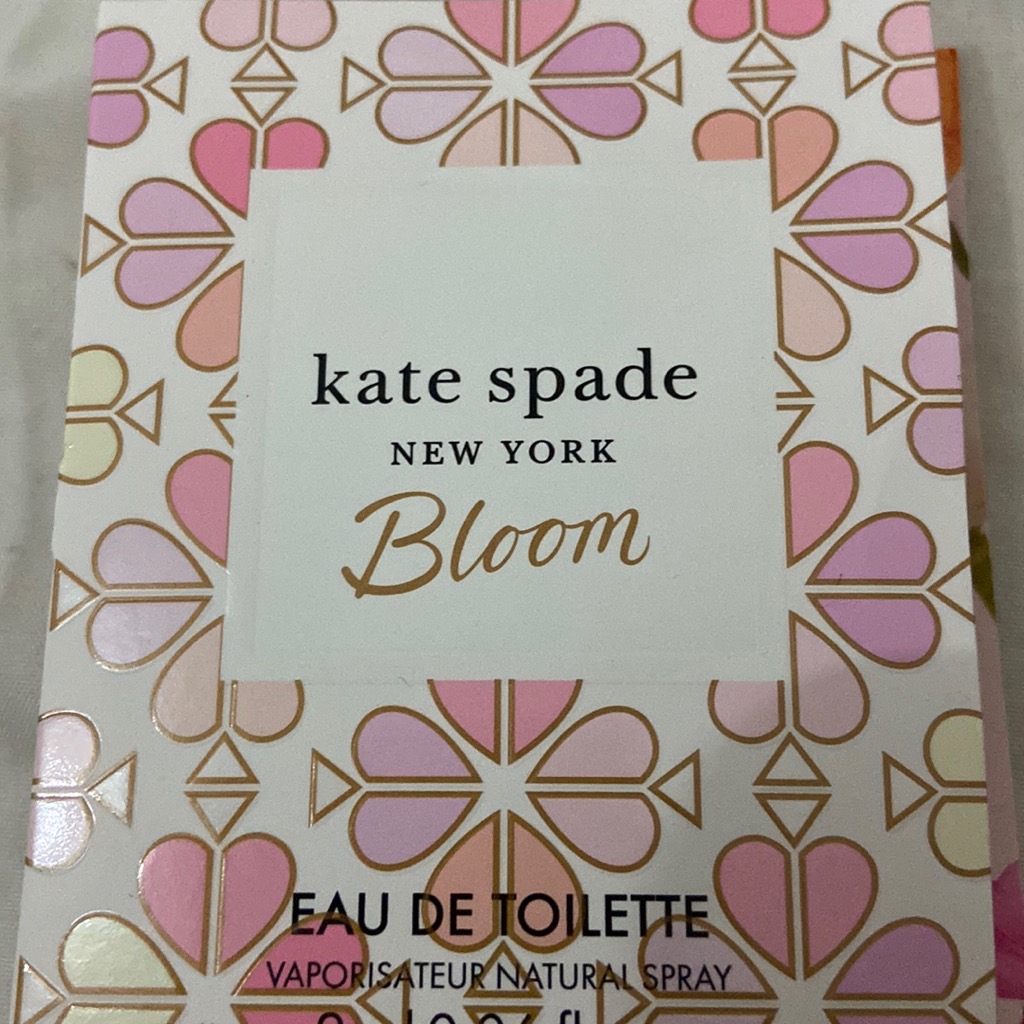 kate spade
NEW YORK
Bloom
EAU DE TOILETTE
VAPORISATEUR NATURAL SPRAY